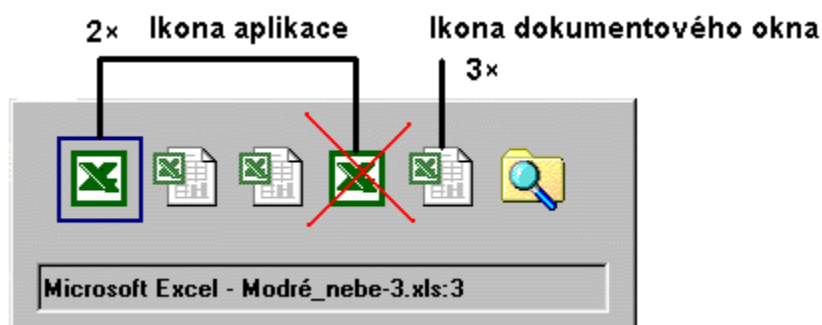 2× Ikona aplikace
Ikona dokumentového okna
3×
Microsoft Excel - Modré_nebe-3.xls:3